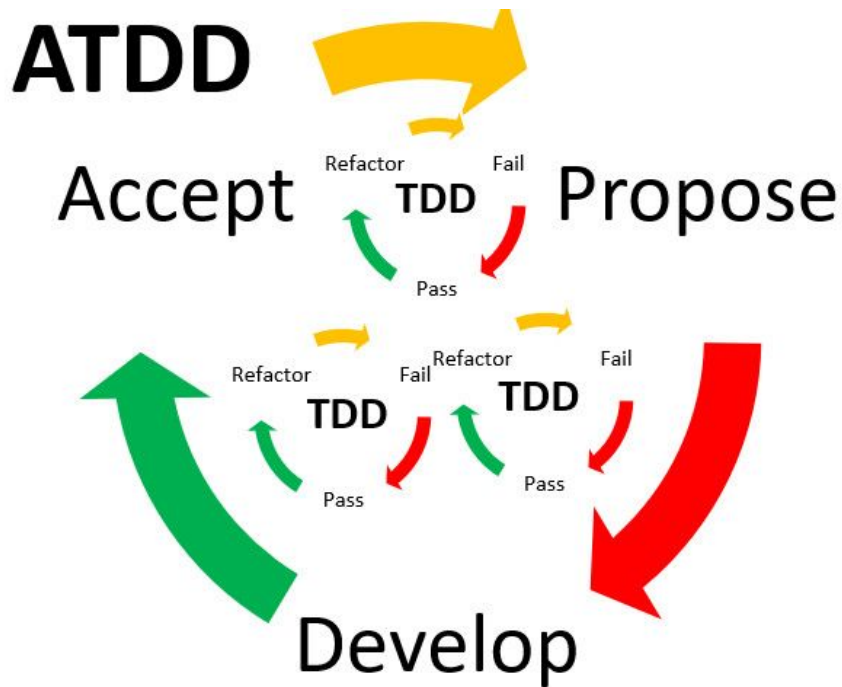 ATDD
Refactor Fail
Accept TDD Propose
Pass
Refactor Fail Refactor Fail
TDD TDD
Pass Pass
Develop